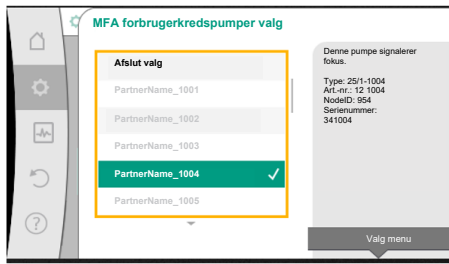 MFA forbrugerkredspumper valg
Afslut valg
PartnerName_1001
PartnerName_1002
PartnerName_1003
PartnerName_1004
PartnerName_1005
Denne pumpe signalerer
fokus.
Type: 25/1-1004
Art.-nr.: 12 1004
NodeID: 954
Serienummer:
341004
Valg menu